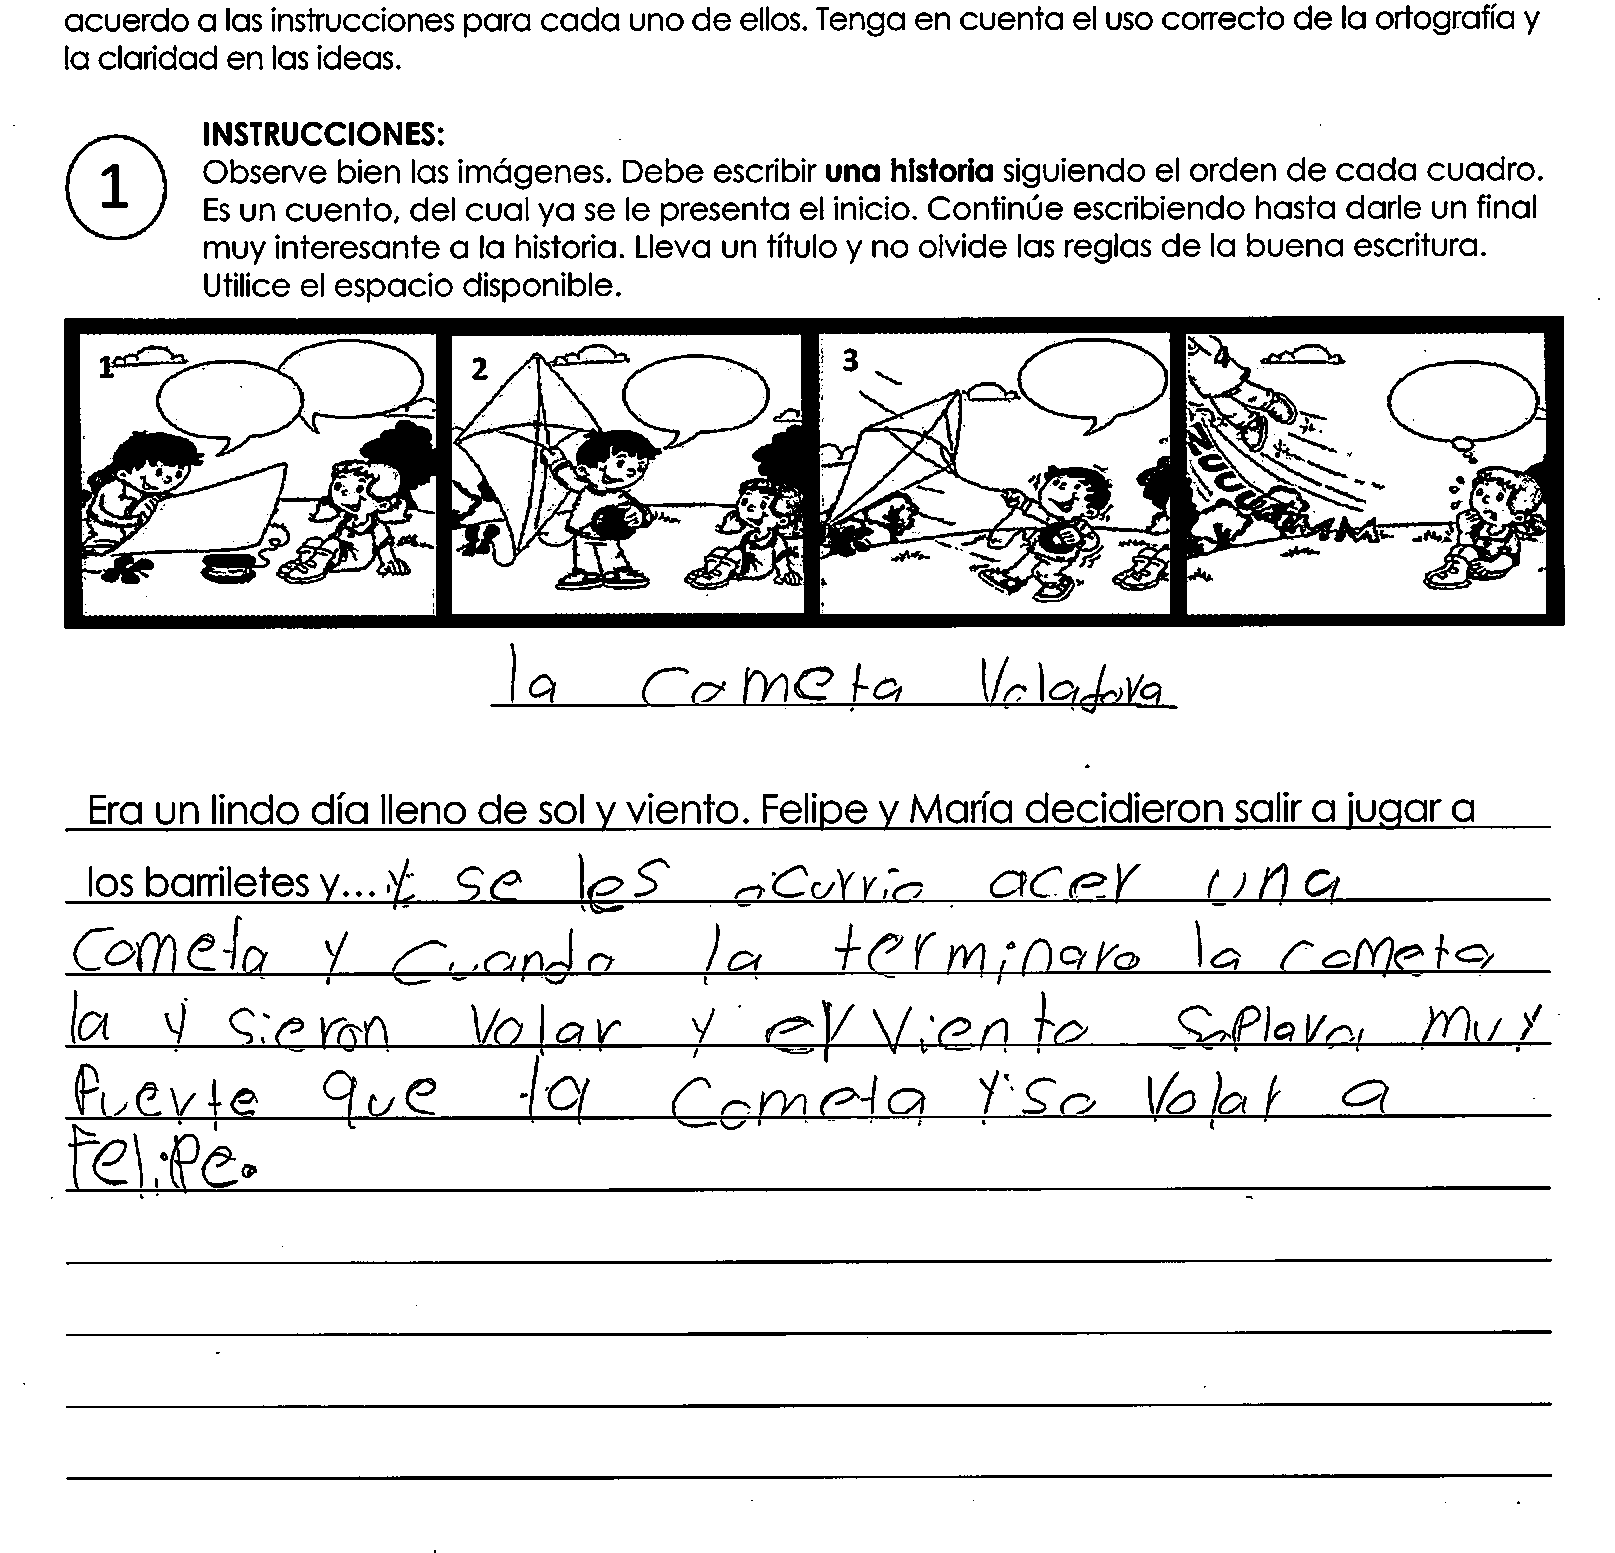 acuerdo a las instrucciones para cada uno de ellos. Tenga en cuenta el uso correcto de la ortografía y
la claridad en las ideas.
1
INSTRUCCIONES:
Observe bien las imágenes. Debe escribir una historia siguiendo el orden de cada cuadro.
Es un cuento, del cual ya se le presenta el inicio. Continúe escribiendo hasta darle un final
muy interesante a la historia. Lleva un título y no olvide las reglas de la buena escritura.
Utilice el espacio disponible.
1 2 3 4
ZUUUUMMM
la cometa Voladora
Era un lindo día lleno de sol y viento. Felipe y María decidieron salir a jugar a
los barriletes y... y se les ocurrio acer una
cometa y cuando la terminaro la cometa
la y sieron volar y el viento soplava muy
fuerte que la cometa yso volar a
Felipe.